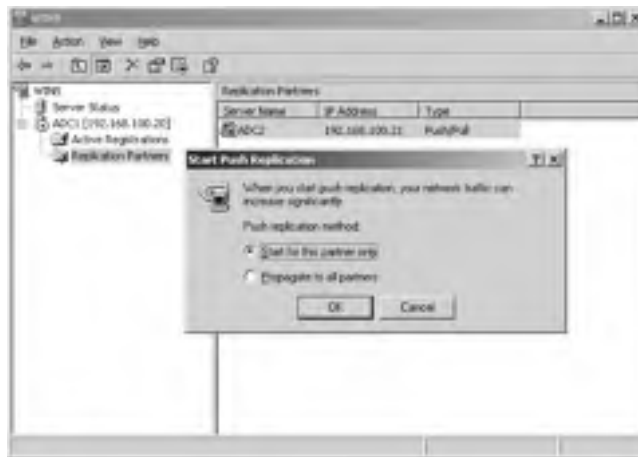 WINS
File Action View Help
WINS
Server Status
ADC1 [192.168.100.20]
Active Registrations
Replication Partners
Replication Partners
Server Name IP Address Type
ADC2 192.168.100.21 Push/Pull
Start Push Replication
When you start push replication, your network traffic can
increase significantly.
Push replication method:
Start for this partner only
Propagate to all partners
OK Cancel